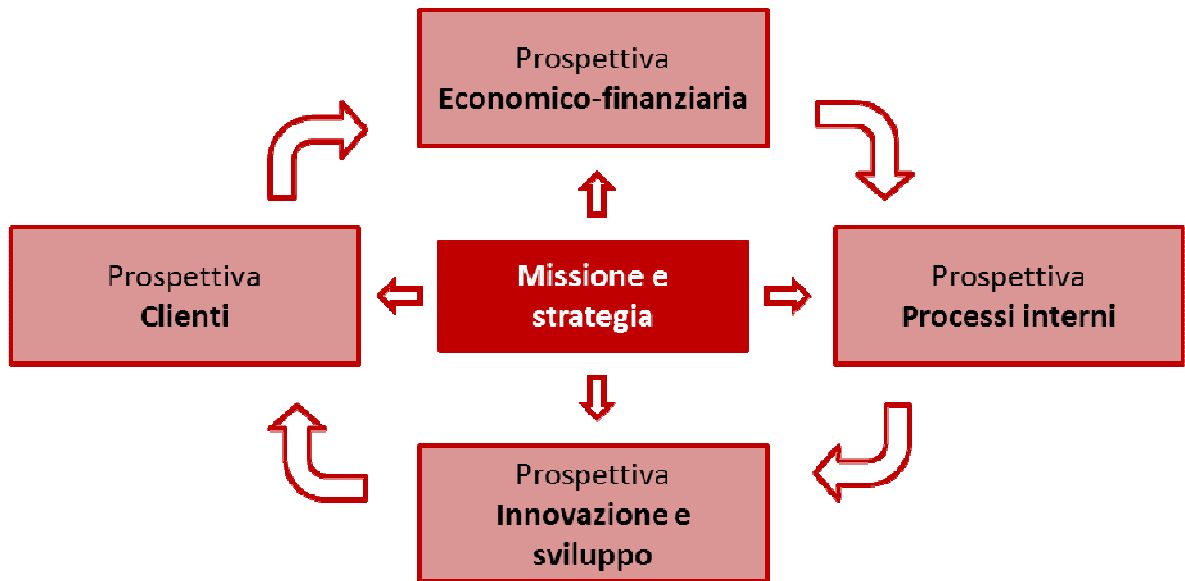 Prospettiva
Economico-finanziaria
Prospettiva
Clienti
Missione e
strategia
Prospettiva
Processi interni
Prospettiva
Innovazione e
sviluppo